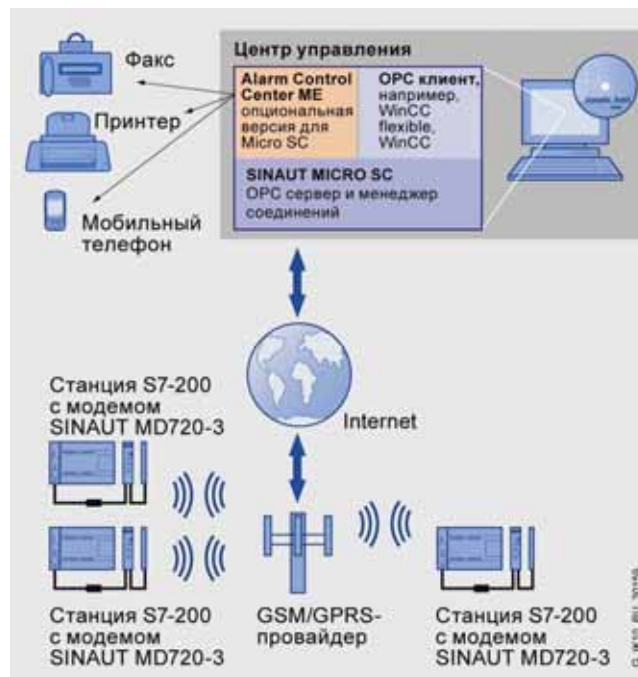 Факс
Принтер
Мобильный
телефон
Центр управления
Alarm Control
Center ME
опциональная
версия для
Micro SC
OPC клиент,
например,
WinCC
flexible,
WinCC
SINAUT MICRO SC
OPC сервер и менеджер
соединений
Internet
Станция S7-200
с модемом
SINAUT MD720-3
Станция S7-200
с модемом
SINAUT MD720-3
GSM/GPRS-
провайдер
Станция S7-200
с модемом
SINAUT MD720-3